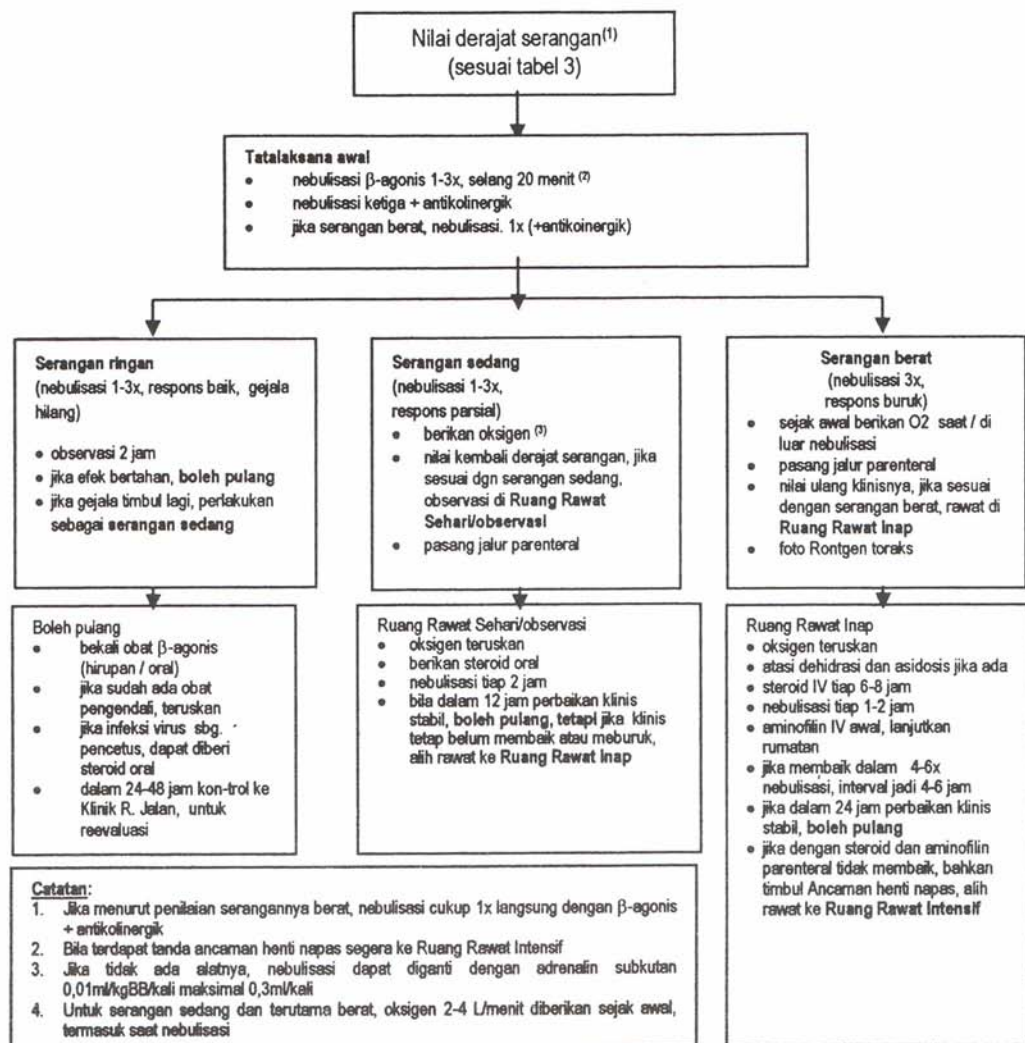 Nilai derajat serangan(1)
(sesuai tabel 3)
Tatalaksana awal
• nebulisasi β-agonis 1-3x, selang 20 menit (2)
• nebulisasi ketiga + antikolinergik
• jika serangan berat, nebulisasi. 1x (+antikoinergik)
Serangan ringan
(nebulisasi 1-3x, respons baik, gejala
hilang)
• observasi 2 jam
• jika efek bertahan, boleh pulang
• jika gejala timbul lagi, perlakukan
sebagai serangan sedang
Serangan sedang
(nebulisasi 1-3x,
respons parsial)
• berikan oksigen (3)
• nilai kembali derajat serangan, jika
sesuai dgn serangan sedang,
observasi di Ruang Rawat
Sehari/observasi
• pasang jalur parenteral
Serangan berat
(nebulisasi 3x,
respons buruk)
• sejak awal berikan O2 saat / di
luar nebulisasi
• pasang jalur parenteral
• nilai ulang klinisnya, jika sesuai
dengan serangan berat, rawat di
Ruang Rawat Inap
• foto Rontgen toraks
Boleh pulang
• bekali obat β-agonis
(hirupan / oral)
• jika sudah ada obat
pengendali, teruskan
• jika infeksi virus sbg.
pencetus, dapat diberi
steroid oral
• dalam 24-48 jam kon-trol ke
Klinik R. Jalan, untuk
reevaluasi
Ruang Rawat Sehari/observasi
• oksigen teruskan
• berikan steroid oral
• nebulisasi tiap 2 jam
• bila dalam 12 jam perbaikan klinis
stabil, boleh pulang, tetapi jika klinis
tetap belum membaik atau meburuk,
alih rawat ke Ruang Rawat Inap
Ruang Rawat Inap
• oksigen teruskan
• atasi dehidrasi dan asidosis jika ada
• steroid IV tiap 6-8 jam
• nebulisasi tiap 1-2 jam
• aminofilin IV awal, lanjutkan
rumatan
• jika membaik dalam 4-6x
nebulisasi, interval jadi 4-6 jam
• jika dalam 24 jam perbaikan klinis
stabil, boleh pulang
• jika dengan steroid dan aminofilin
parenteral tidak membaik, bahkan
timbul Ancaman henti napas, alih
rawat ke Ruang Rawat Intensif
Catatan:
1. Jika menurut penilaian serangannya berat, nebulisasi cukup 1x langsung dengan β-agonis
+ antikolinergik
2. Bila terdapat tanda ancaman henti napas segera ke Ruang Rawat Intensif
3. Jika tidak ada alatnya, nebulisasi dapat diganti dengan adrenalin subkutan
0,01ml/kgBB/kali maksimal 0,3ml/kali
4. Untuk serangan sedang dan terutama berat, oksigen 2-4 L/menit diberikan sejak awal,
termasuk saat nebulisasi